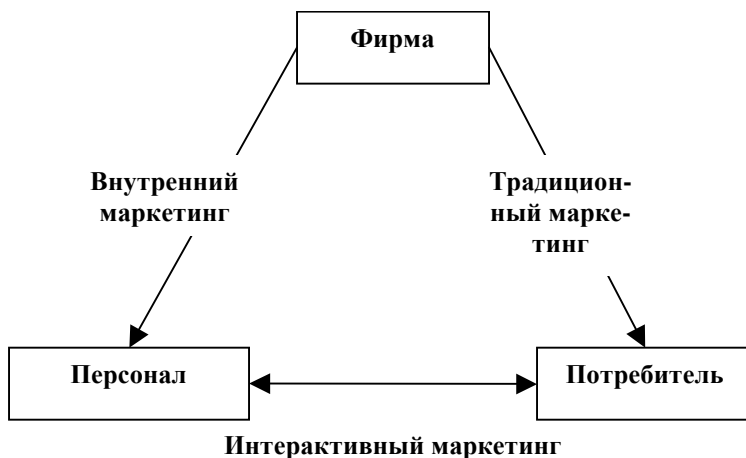 Фирма
Внутренний
маркетинг
Традицион-
ный марке-
тинг
Персонал
Потребитель
Интерактивный маркетинг